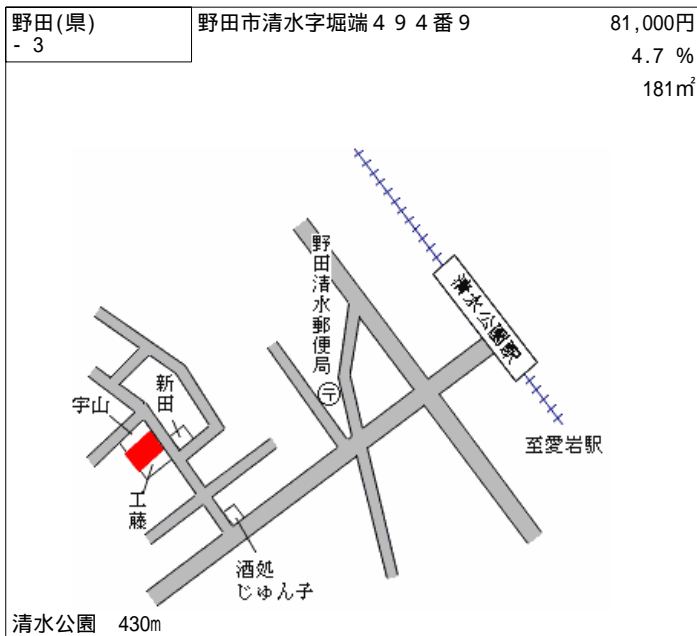 野田(県)
- 3
野田市清水字堀端４９４番９
81,000円
4.7 %
181㎡
野田清水郵便局
〒
清水公園駅
至愛岩駅
新田
宇山
工藤
酒処
じゅん子
清水公園 430m